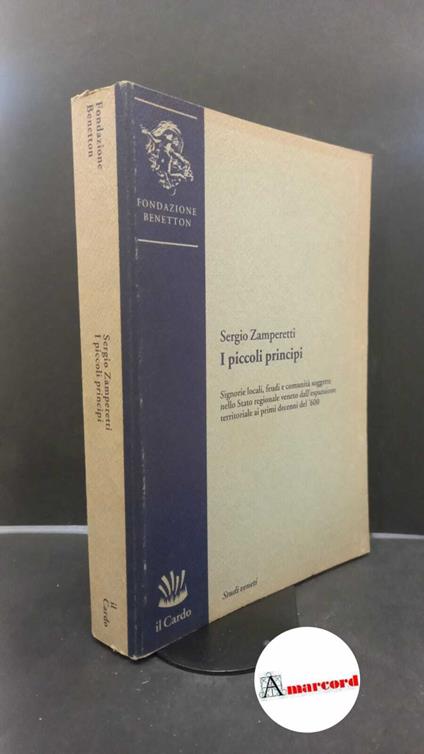 Fondazione
Benetton
Sergio Zamperetti
I piccoli principi
il
Cardo
FONDAZIONE
BENETTON
il Cardo
Sergio Zamperetti
I piccoli principi
Signorie locali, feudi e comunità soggette
nello Stato regionale veneto dall'espansione
territoriale ai primi decenni del '600
Studi veneti
Amarcord